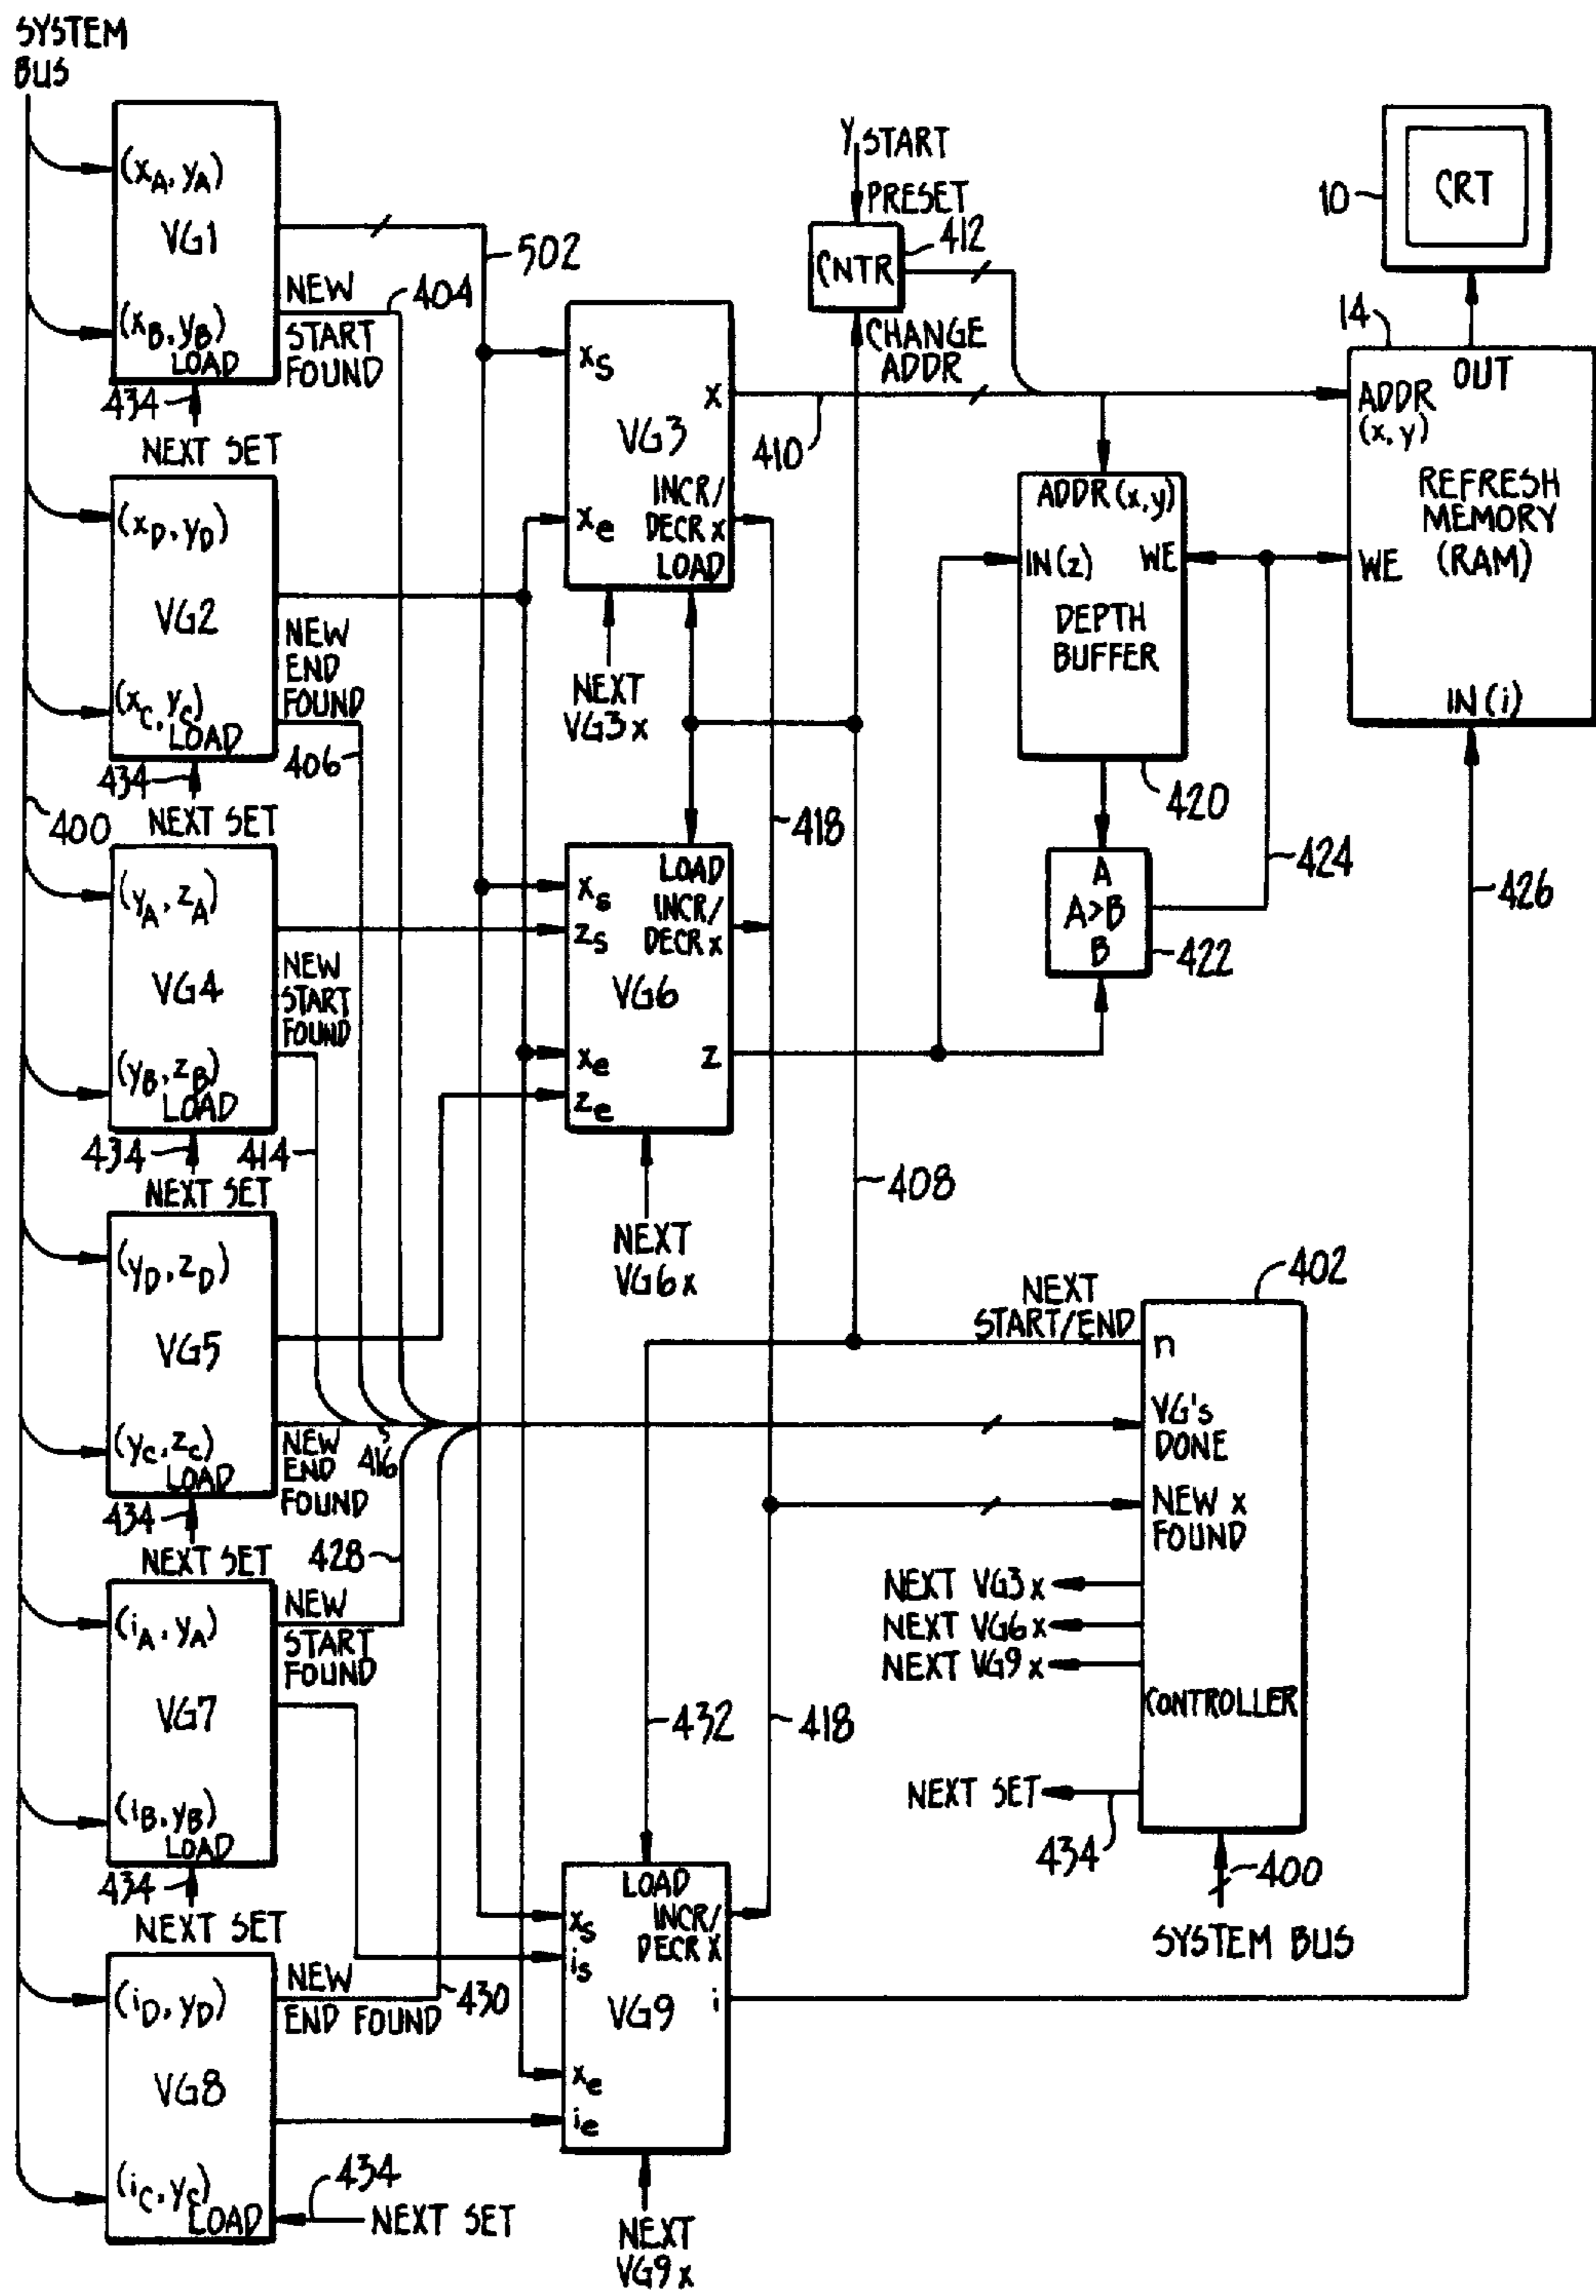 SYSTEM
BUS
(xA, yA)
VG1
(xB, yB)
LOAD
434
NEXT SET
NEW
START
FOUND
404
502
(xD, yD)
VG2
(xC, yC)
LOAD
434
NEXT SET
NEW
END
FOUND
406
400
(yA, zA)
VG4
(yB, zB)
LOAD
434
NEXT SET
NEW
START
FOUND
414
(yD, zD)
VG5
(yC, zC)
LOAD
434
NEXT SET
NEW
END
FOUND
416
428
(iA, yA)
VG7
(iB, yB)
LOAD
434
NEXT SET
NEW
START
FOUND
(iD, yD)
VG8
(iC, yC)
LOAD
434
NEXT SET
NEW
END FOUND
430
xS
x
VG3
INCR/
DECR x
xe
LOAD
NEXT
VG3x
LOAD
xs
INCR/
DECR x
zs
VG6
xe
z
ze
NEXT
VG6x
LOAD
xs
INCR/
DECR X
is
VG9
i
xe
ie
NEXT
VG9x
Y START
PRESET
CNTR
412
CHANGE
ADDR
410
418
408
432
418
ADDR (x,y)
IN (z)
WE
DEPTH
BUFFER
420
A
A>B
B
422
424
10
CRT
14
OUT
ADDR
(x, y)
REFRESH
MEMORY
(RAM)
WE
IN (i)
426
402
NEXT
START/END
n
VG's
DONE
NEW x
FOUND
NEXT VG3x
NEXT VG6x
NEXT VG9x
CONTROLLER
NEXT SET
434
400
SYSTEM BUS